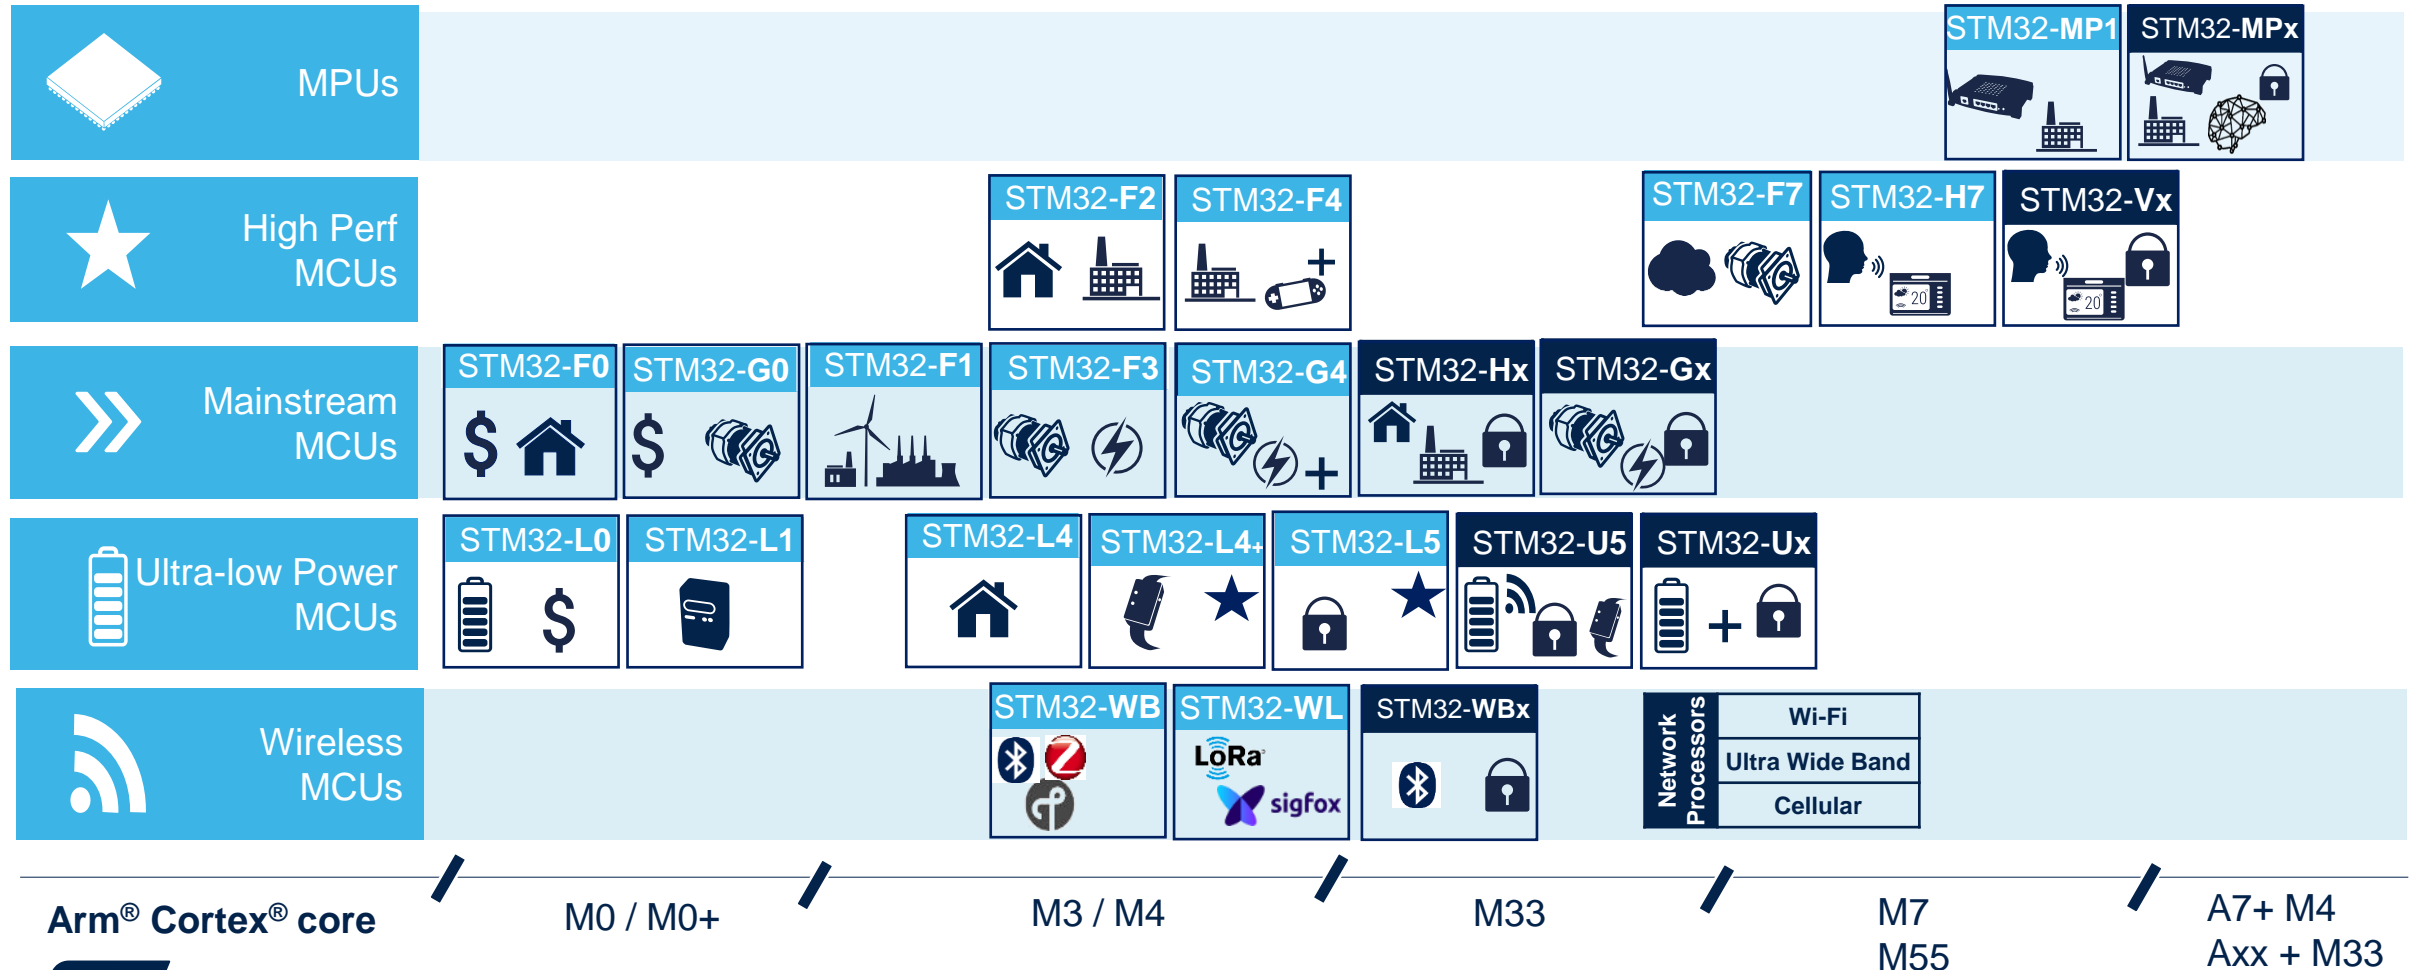 MPUs
STM32-MP1
STM32-MPx
High Perf
MCUs
STM32-F2
STM32-F4
STM32-F7
STM32-H7
STM32-Vx
20°
20°
Mainstream
MCUs
STM32-F0
STM32-G0
STM32-F1
STM32-F3
STM32-G4
STM32-Hx
STM32-Gx
$
$
+
Ultra-low Power
MCUs
STM32-L0
STM32-L1
STM32-L4
STM32-L4+
STM32-L5
STM32-U5
STM32-Ux
$
+
Wireless
MCUs
STM32-WB
STM32-WL
STM32-WBx
LoRa
sigfox
Network
Processors
Wi-Fi
Ultra Wide Band
Cellular
Arm® Cortex® core
M0 / M0+
M3 / M4
M33
M7
M55
A7+ M4
Axx + M33